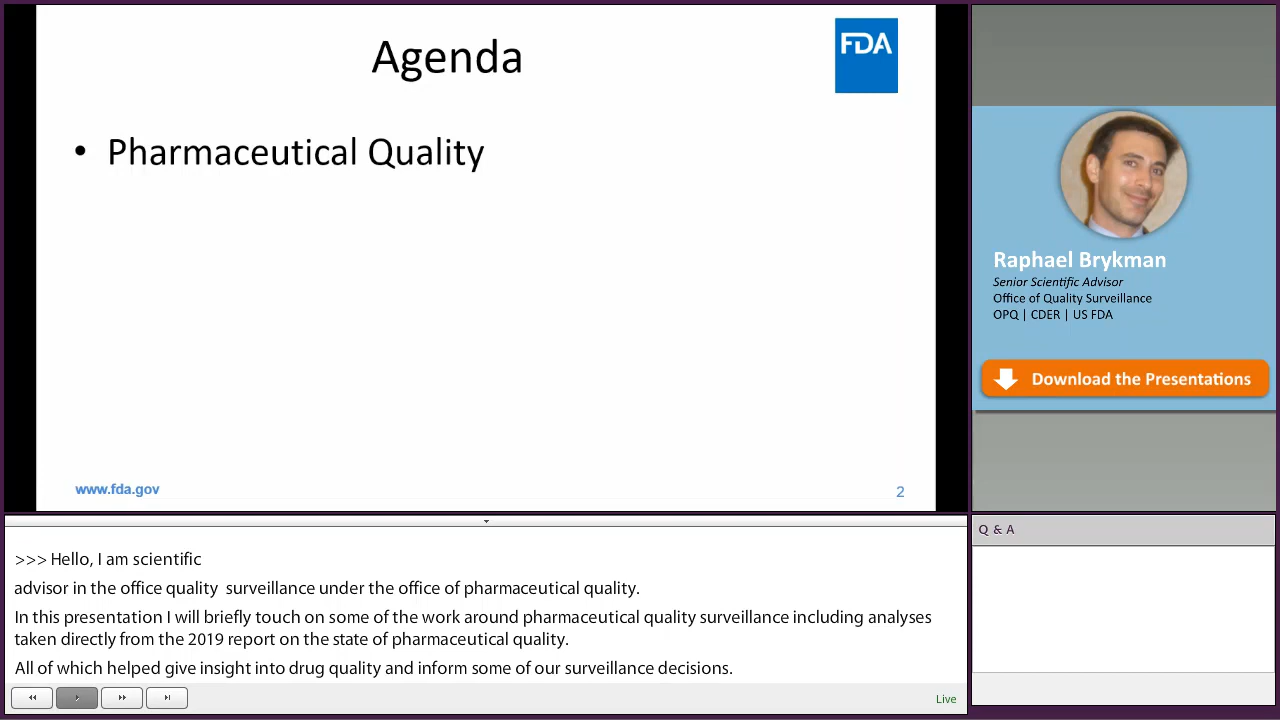 Agenda
FDA
• Pharmaceutical Quality
www.fda.gov
2
Raphael Brykman
Senior Scientific Advisor
Office of Quality Surveillance
OPQ | CDER | US FDA
Download the Presentations
>>> Hello, I am scientific
advisor in the office quality surveillance under the office of pharmaceutical quality.
In this presentation I will briefly touch on some of the work around pharmaceutical quality surveillance including analyses
taken directly from the 2019 report on the state of pharmaceutical quality.
All of which helped give insight into drug quality and inform some of our surveillance decisions.
Live
Q & A